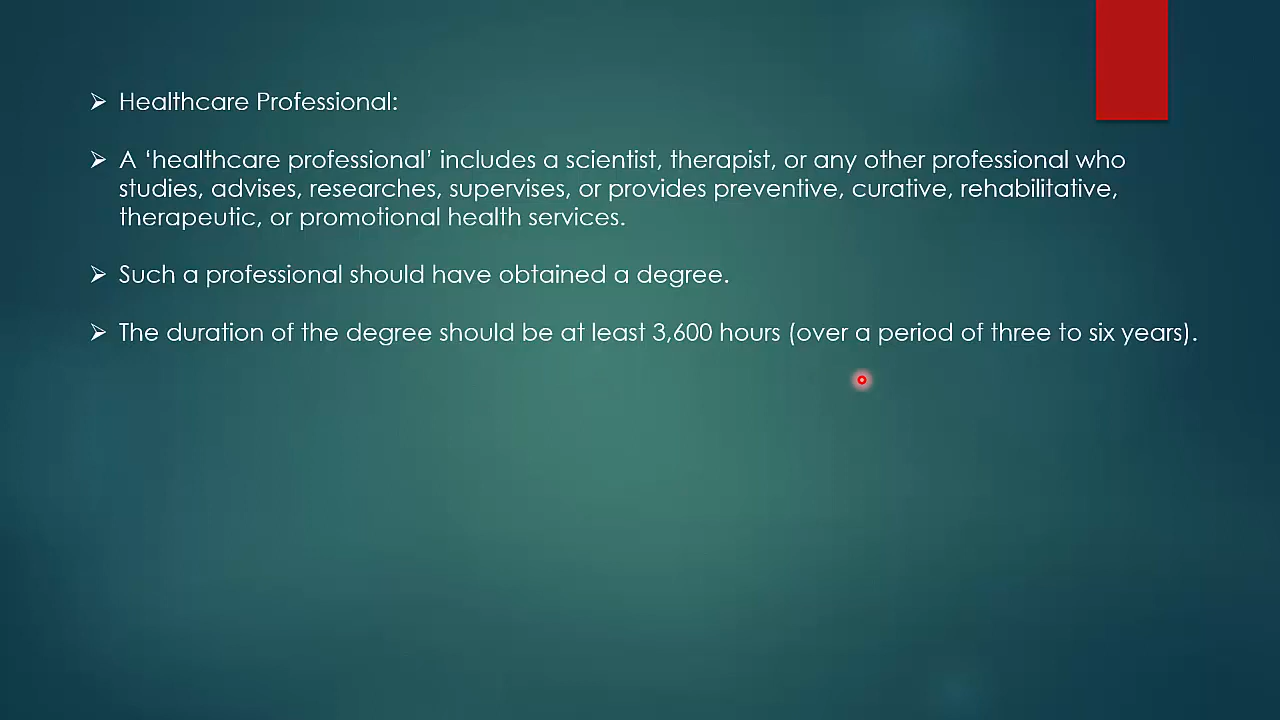 ➢ Healthcare Professional:
➢ A ‘healthcare professional’ includes a scientist, therapist, or any other professional who
studies, advises, researches, supervises, or provides preventive, curative, rehabilitative,
therapeutic, or promotional health services.
➢ Such a professional should have obtained a degree.
➢ The duration of the degree should be at least 3,600 hours (over a period of three to six years).